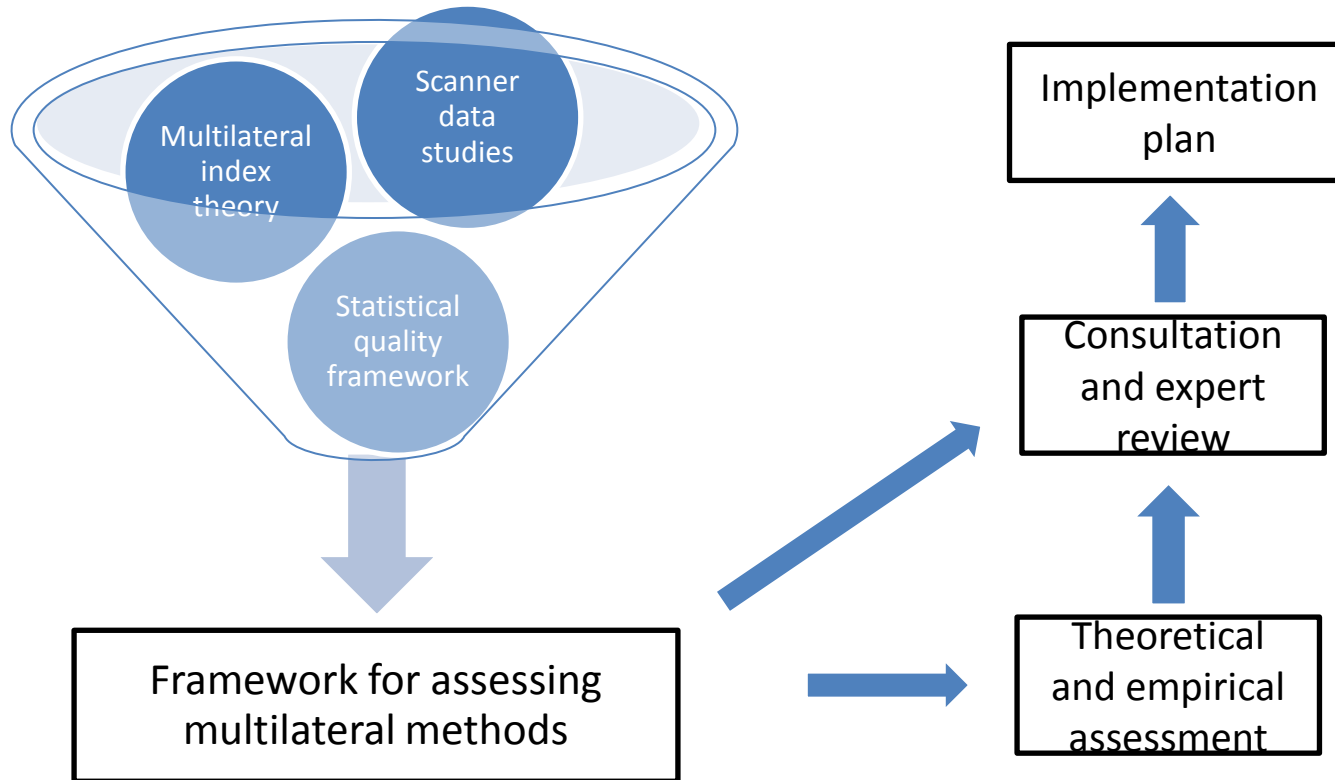 Scanner
data
studies
Multilateral
index
theory
Statistical
quality
framework
Framework for assessing
multilateral methods
Implementation
plan
Consultation
and expert
review
Theoretical
and empirical
assessment